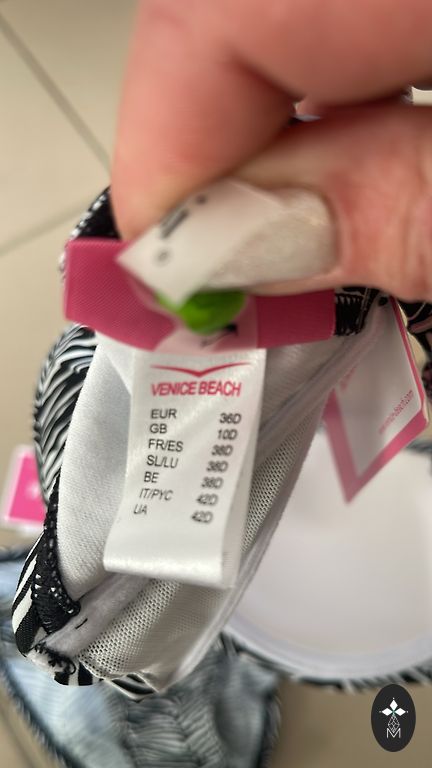 VENICE BEACH
EUR 36D
GB 10D
FR/ES 38D
SL/LU 38D
BE 38D
IT/РУС 42D
UA 42D
M